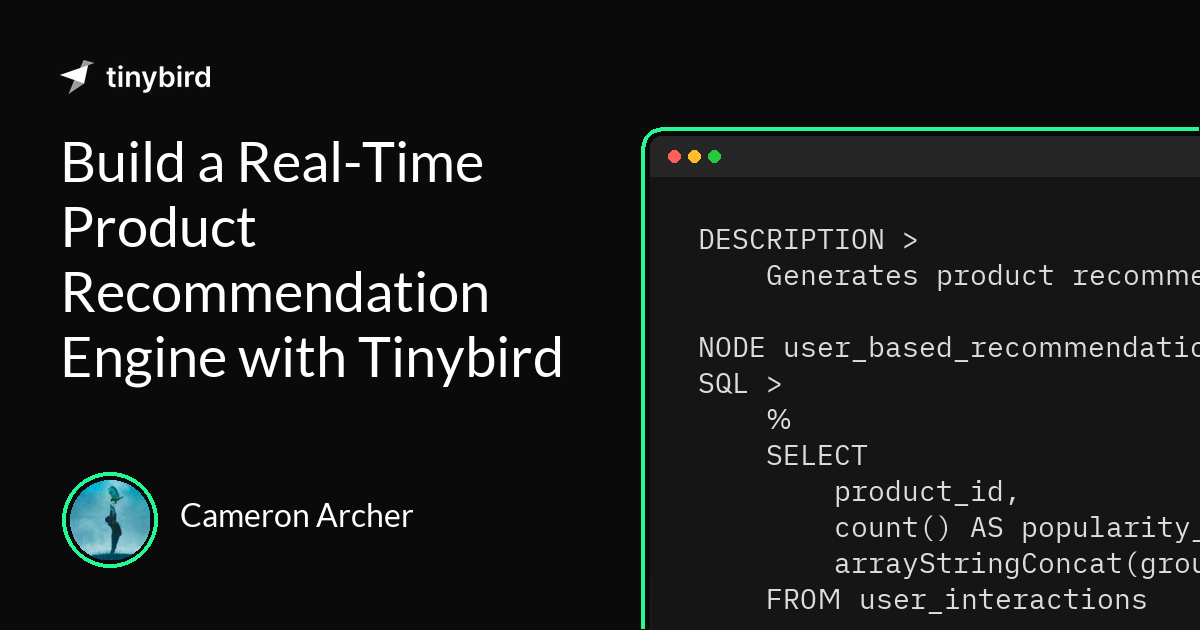 tinybird
Build a Real-Time
Product
Recommendation
Engine with Tinybird
Cameron Archer
DESCRIPTION >
Generates product recomme
NODE user_based_recommendatio
SQL >
%
SELECT
product_id,
count() AS popularity_
arrayStringConcat(grou
FROM user_interactions